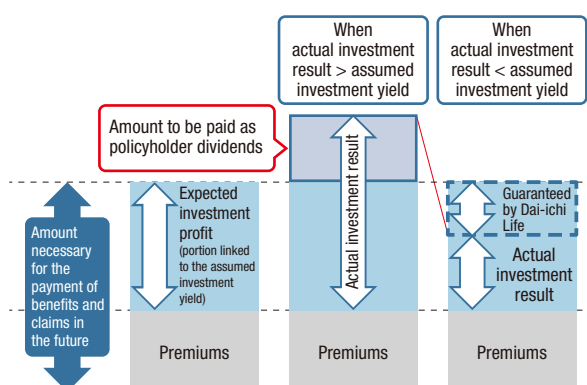 When
actual investment
result > assumed
investment yield
When
actual investment
result < assumed
investment yield
Amount to be paid as
policyholder dividends
Amount
necessary
for the
payment of
benefits and
claims in
the future
Expected
investment
profit
(portion linked to
the assumed
investment
yield)
Actual investment result
Guaranteed
by Dai-ichi
Life
Actual
investment
result
Premiums
Premiums
Premiums